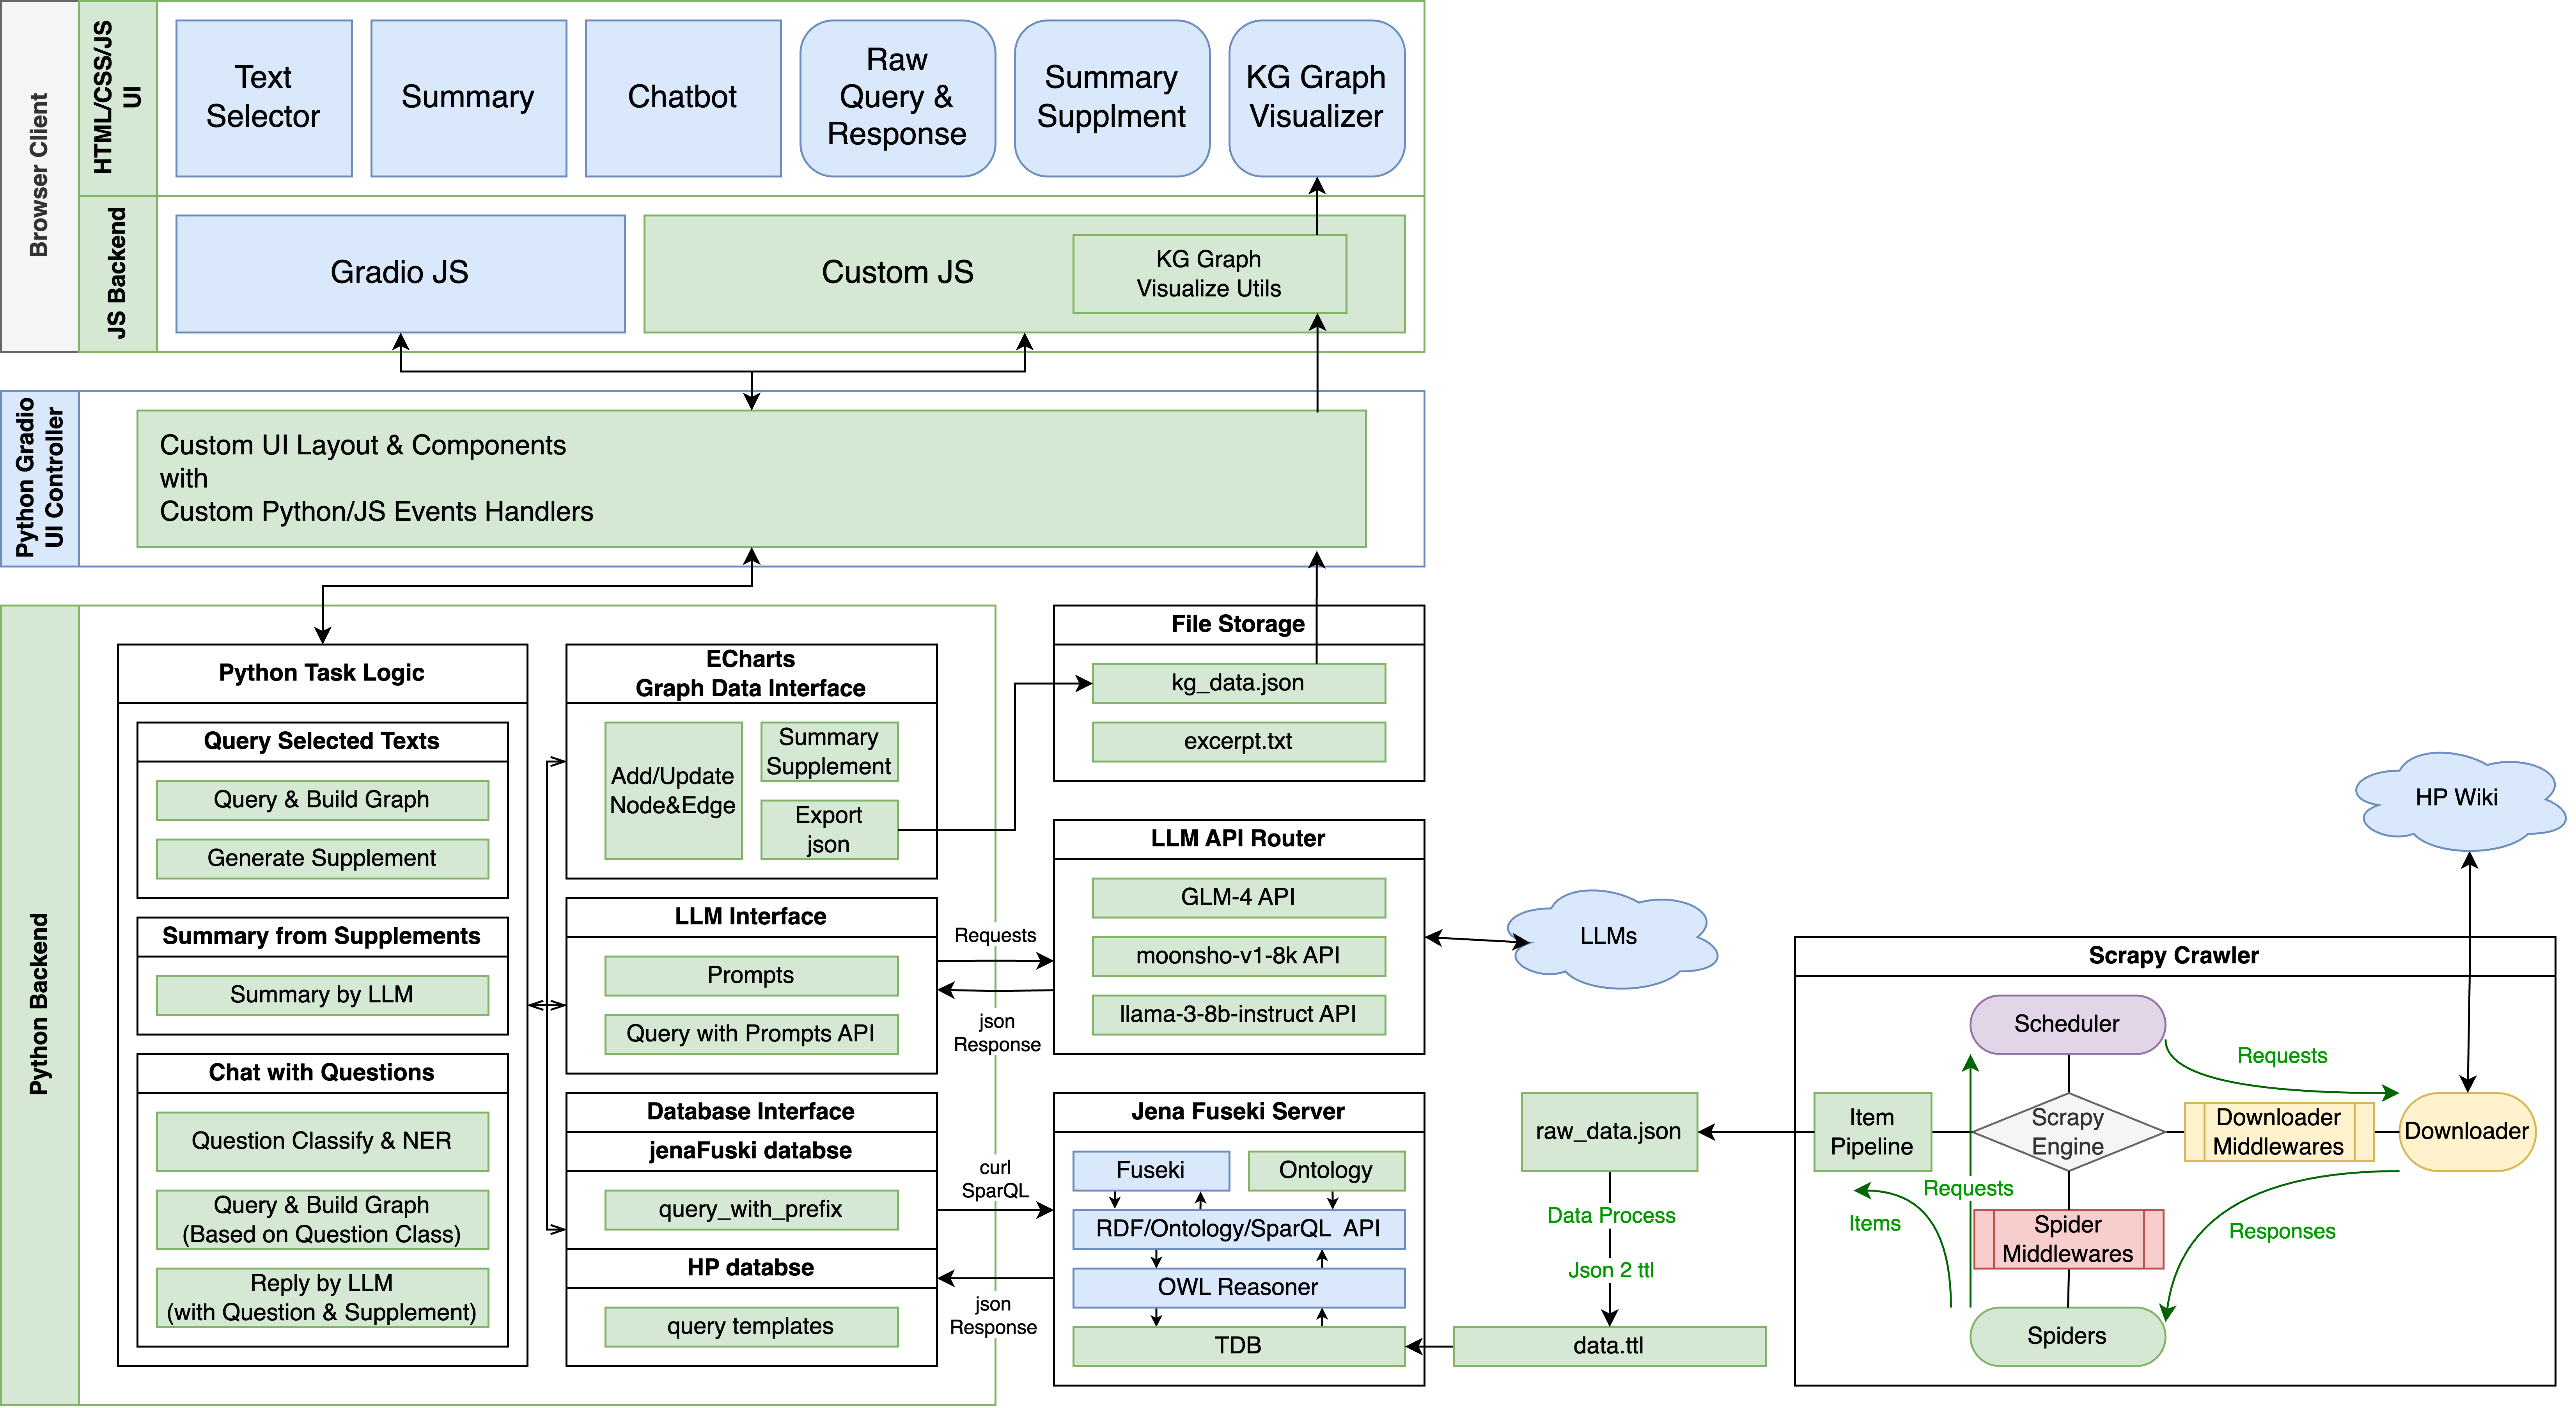 Browser Client
HTML/CSS/JS
UI
Text
Selector
Summary
Chatbot
Raw
Query &
Response
Summary
Supplment
KG Graph
Visualizer
JS Backend
Gradio JS
Custom JS
KG Graph
Visualize Utils
Python Gradio
UI Controller
Custom UI Layout & Components
with
Custom Python/JS Events Handlers
Python Backend
Python Task Logic
Query Selected Texts
Query & Build Graph
Generate Supplement
Summary from Supplements
Summary by LLM
Chat with Questions
Question Classify & NER
Query & Build Graph
(Based on Question Class)
Reply by LLM
(with Question & Supplement)
ECharts
Graph Data Interface
Add/Update
Node&Edge
Summary
Supplement
Export
json
LLM Interface
Prompts
Query with Prompts API
Database Interface
jenaFuski databse
query_with_prefix
HP databse
query templates
Requests
json
Response
curl
SparQL
json
Response
File Storage
kg_data.json
excerpt.txt
LLM API Router
GLM-4 API
moonsho-v1-8k API
llama-3-8b-instruct API
LLMs
Jena Fuseki Server
Fuseki
Ontology
RDF/Ontology/SparQL API
OWL Reasoner
TDB
raw_data.json
Data Process
Json 2 ttl
data.ttl
HP Wiki
Scrapy Crawler
Scheduler
Requests
Item
Pipeline
Scrapy
Engine
Downloader
Middlewares
Downloader
Requests
Items
Spider
Middlewares
Responses
Spiders